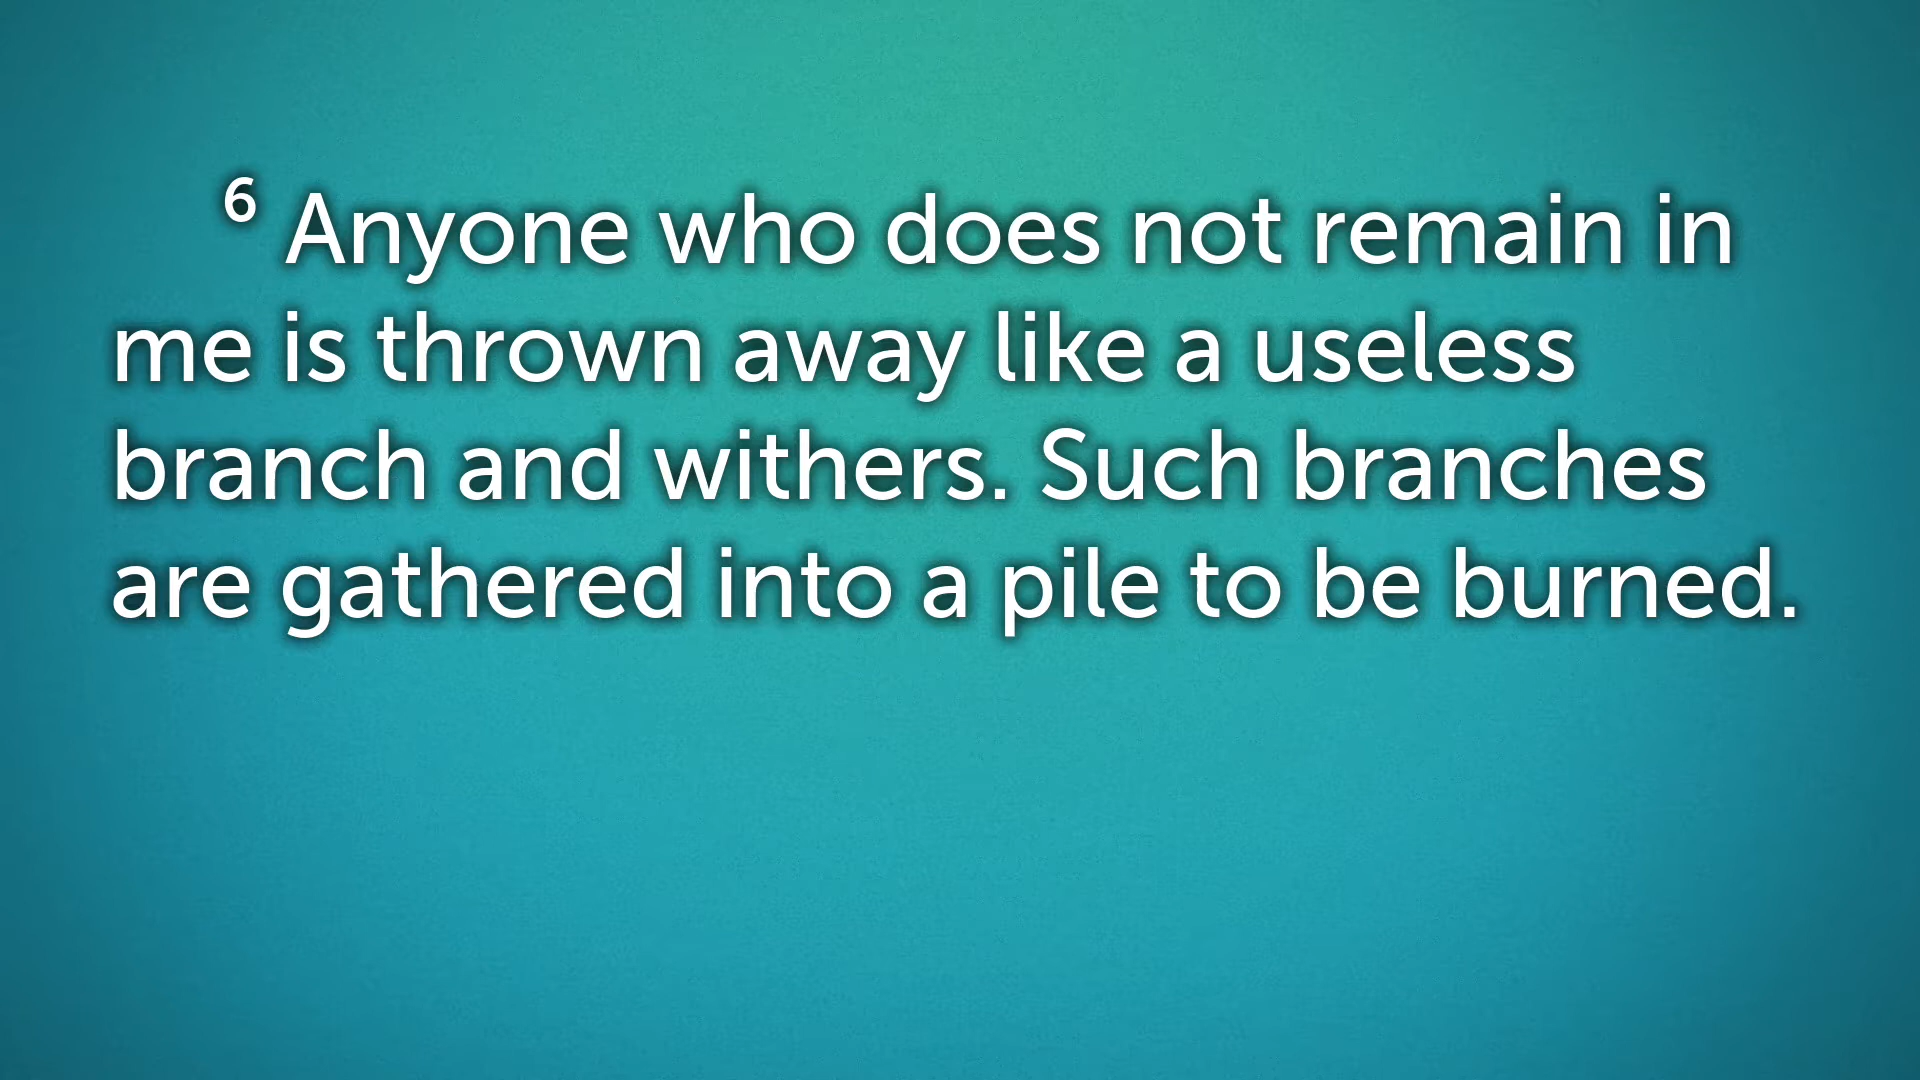 6 Anyone who does not remain in
me is thrown away like a useless
branch and withers. Such branches
are gathered into a pile to be burned.